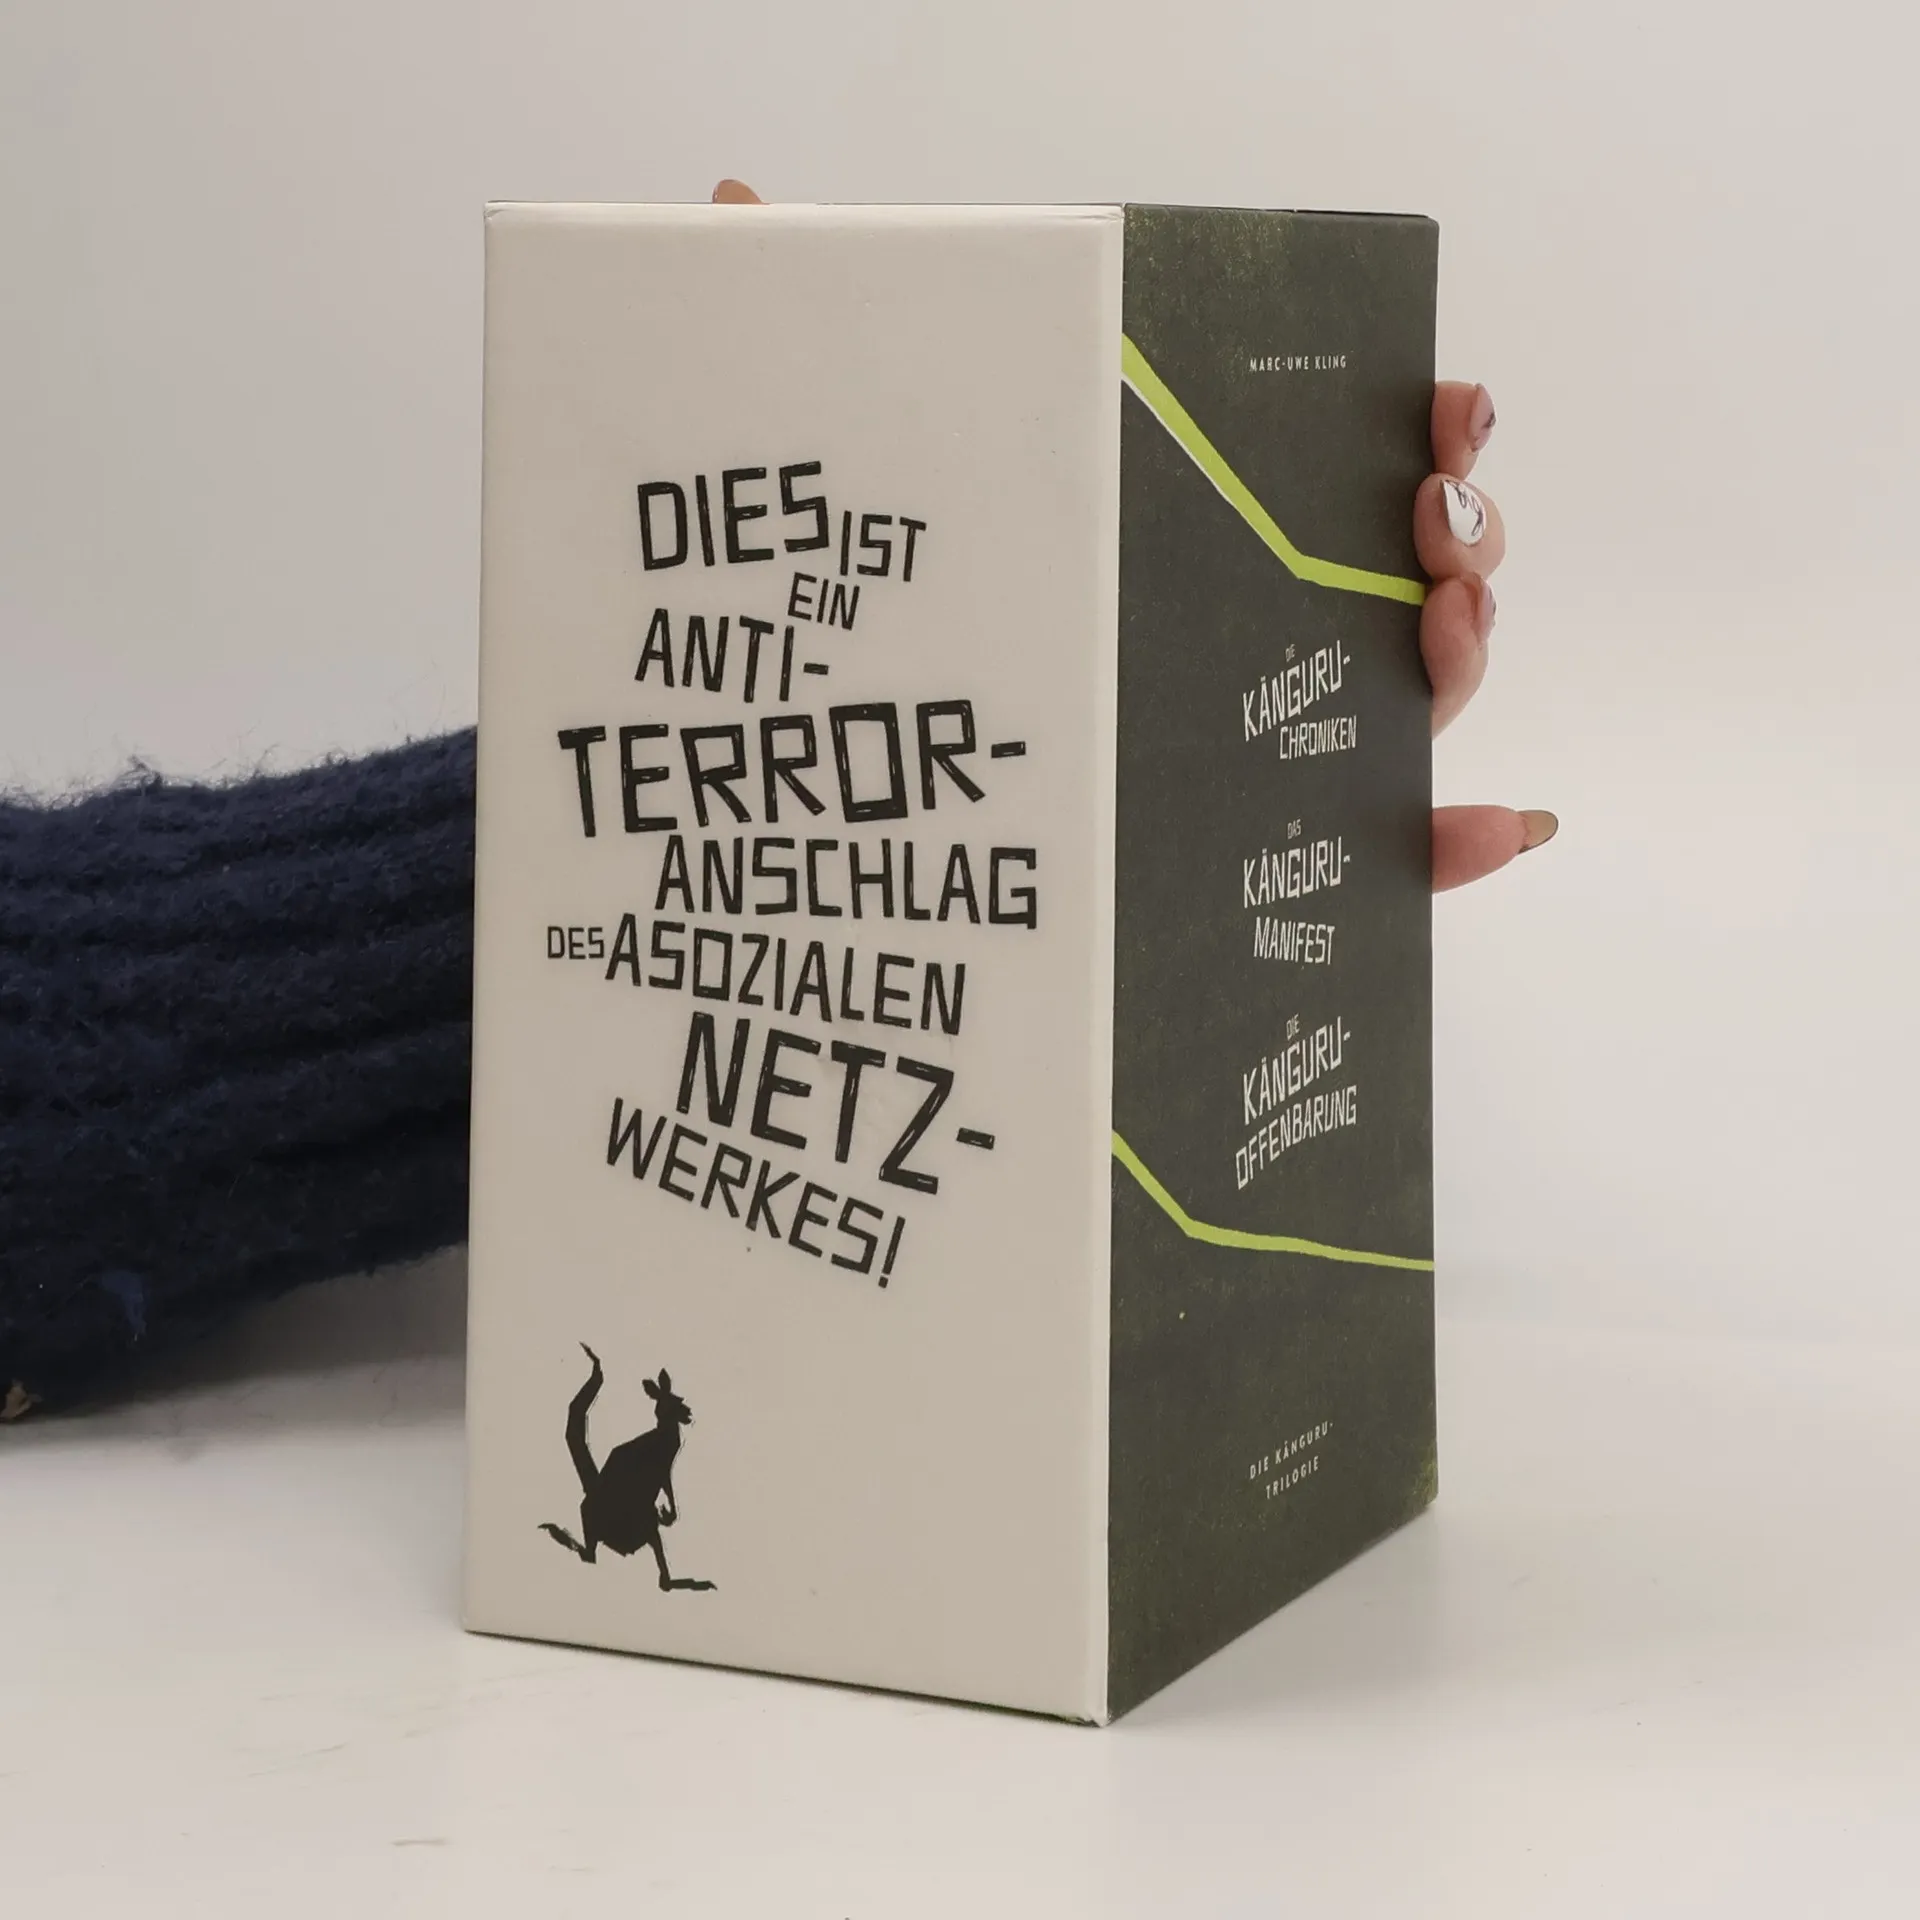 DIES IST
EIN
ANTI-
TERROR-
ANSCHLAG
DES ASOZIALEN
NETZ-
WERKES!
MARC-UWE KLING
DIE
KÄNGURU-
CHRONIKEN
DAS
KÄNGURU-
MANIFEST
DIE
KÄNGURU-
OFFENBARUNG
DIE KÄNGURU-
TRILOGIE